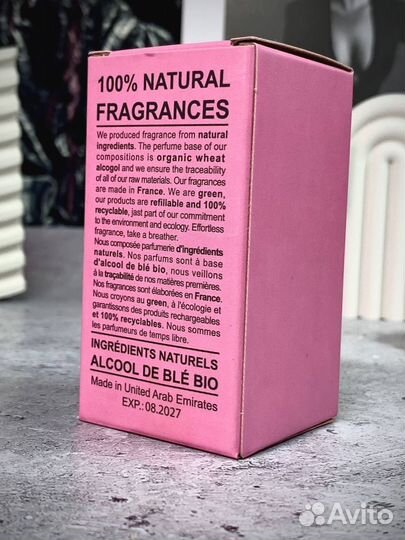 100% NATURAL
FRAGRANCES
We produced fragrance from natural
ingredients. The perfume base of our
compositions is organic wheat
alcogol and we ensure the traceability
of all of our raw materials. Our fragrances
are made in France. We are green,
our products are refillable and 100%
recyclable, jast part of our commitment
to the environment and ecology. Effortless
fragrance, take a breather.
Nous composée parfumerie d'ingrédients
naturels. Nos parfums sont à base
d'alcool de blé bio, nous veillons
à la traçabilité de nos matières premières.
Nos fragrances sont élaborées en France.
Nous croyons au green, à l'écologie et
garantissons des produits rechargeables
et 100% recyclables. Nous sommes
les parfumeurs de temps libre.
INGRÉDIENTS NATURELS
ALCOOL DE BLÉ BIO
Made in United Arab Emirates
EXP.: 08.2027
Avito